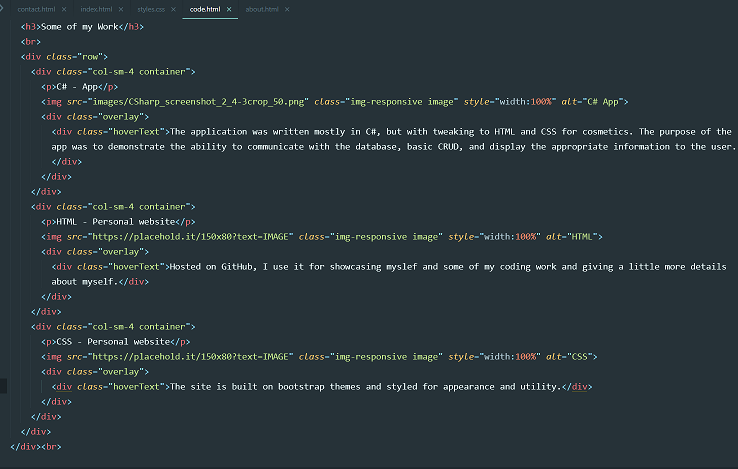 contact.html × index.html × styles.css × code.html × about.html ×
<h3>Some of my Work</h3>
<br>
<div class="row">
<div class="col-sm-4 container">
<p>C# - App</p>
<img src="images/CSharp_screenshot_2_4-3crop_50.png" class="img-responsive image" style="width:100%" alt="C# App">
<div class="overlay">
<div class="hoverText">The application was written mostly in C#, but with tweaking to HTML and CSS for cosmetics. The purpose of the
app was to demonstrate the ability to communicate with the database, basic CRUD, and display the appropriate information to the user.
</div>
</div>
</div>
<div class="col-sm-4 container">
<p>HTML - Personal website</p>
<img src="https://placehold.it/150x80?text=IMAGE" class="img-responsive image" style="width:100%" alt="HTML">
<div class="overlay">
<div class="hoverText">Hosted on GitHub, I use it for showcasing myslef and some of my coding work and giving a little more details
about myself.</div>
</div>
</div>
<div class="col-sm-4 container">
<p>CSS - Personal website</p>
<img src="https://placehold.it/150x80?text=IMAGE" class="img-responsive image" style="width:100%" alt="CSS">
<div class="overlay">
<div class="hoverText">The site is built on bootstrap themes and styled for appearance and utility.</div>
</div>
</div>
</div>
</div><br>